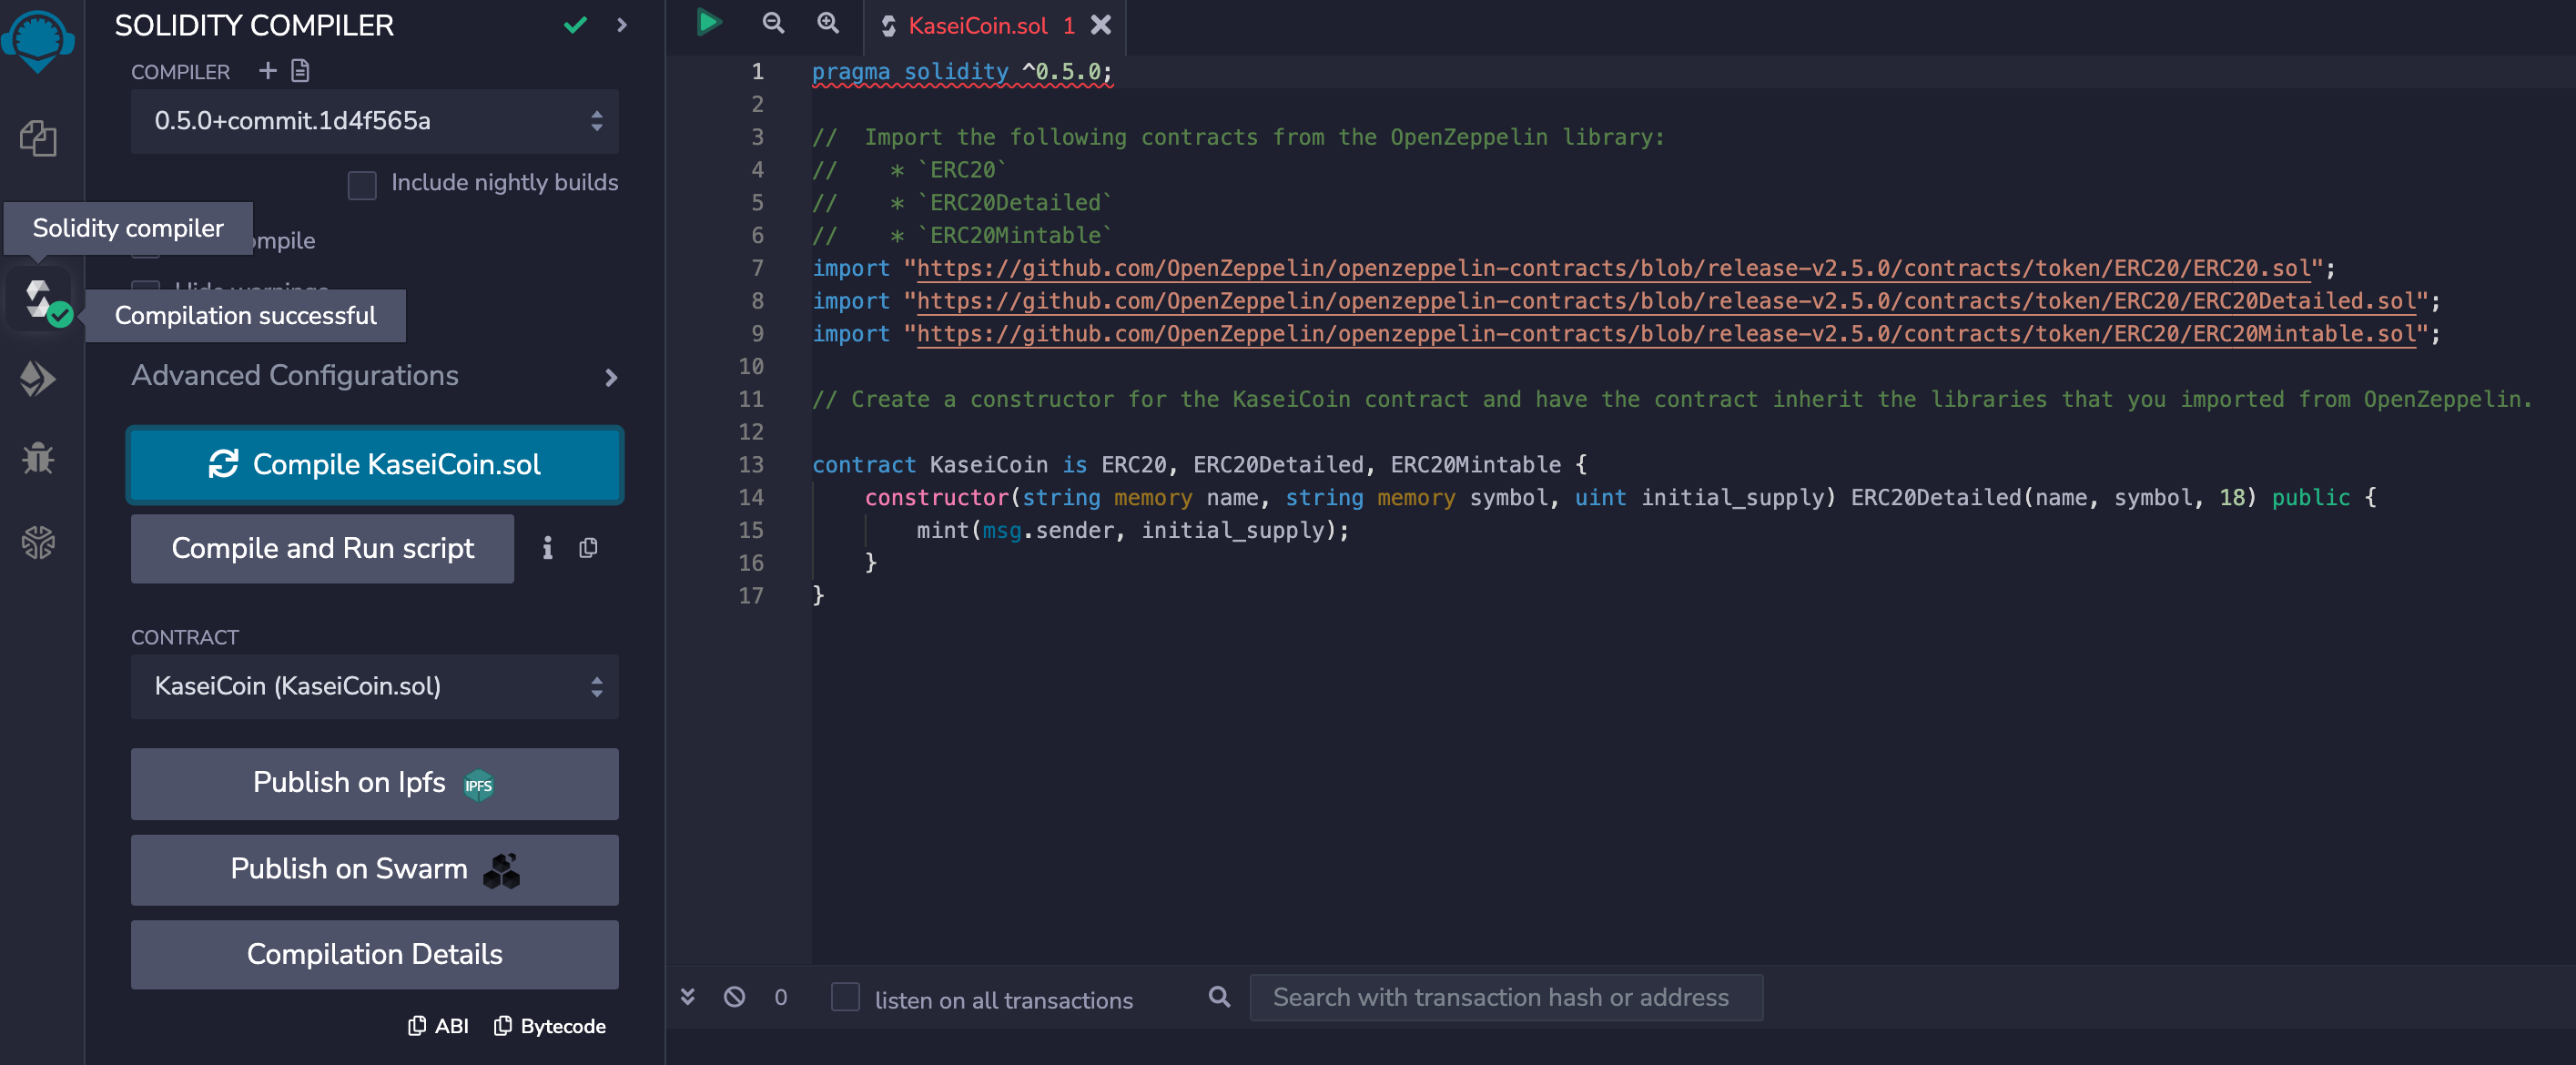 SOLIDITY COMPILER
COMPILER
0.5.0+commit.1d4f565a
Include nightly builds
Solidity compiler
Compilation successful
Advanced Configurations
Compile KaseiCoin.sol
Compile and Run script
CONTRACT
KaseiCoin (KaseiCoin.sol)
Publish on Ipfs IPFS
Publish on Swarm
Compilation Details
ABI Bytecode
KaseiCoin.sol 1
1 pragma solidity ^0.5.0;
2
3 //  Import the following contracts from the OpenZeppelin library:
4 //    * `ERC20`
5 //    * `ERC20Detailed`
6 //    * `ERC20Mintable`
7 import "https://github.com/OpenZeppelin/openzeppelin-contracts/blob/release-v2.5.0/contracts/token/ERC20/ERC20.sol";
8 import "https://github.com/OpenZeppelin/openzeppelin-contracts/blob/release-v2.5.0/contracts/token/ERC20/ERC20Detailed.sol";
9 import "https://github.com/OpenZeppelin/openzeppelin-contracts/blob/release-v2.5.0/contracts/token/ERC20/ERC20Mintable.sol";
10
11 // Create a constructor for the KaseiCoin contract and have the contract inherit the libraries that you imported from OpenZeppelin.
12
13 contract KaseiCoin is ERC20, ERC20Detailed, ERC20Mintable {
14     constructor(string memory name, string memory symbol, uint initial_supply) ERC20Detailed(name, symbol, 18) public {
15         mint(msg.sender, initial_supply);
16     }
17 }
0 listen on all transactions Search with transaction hash or address